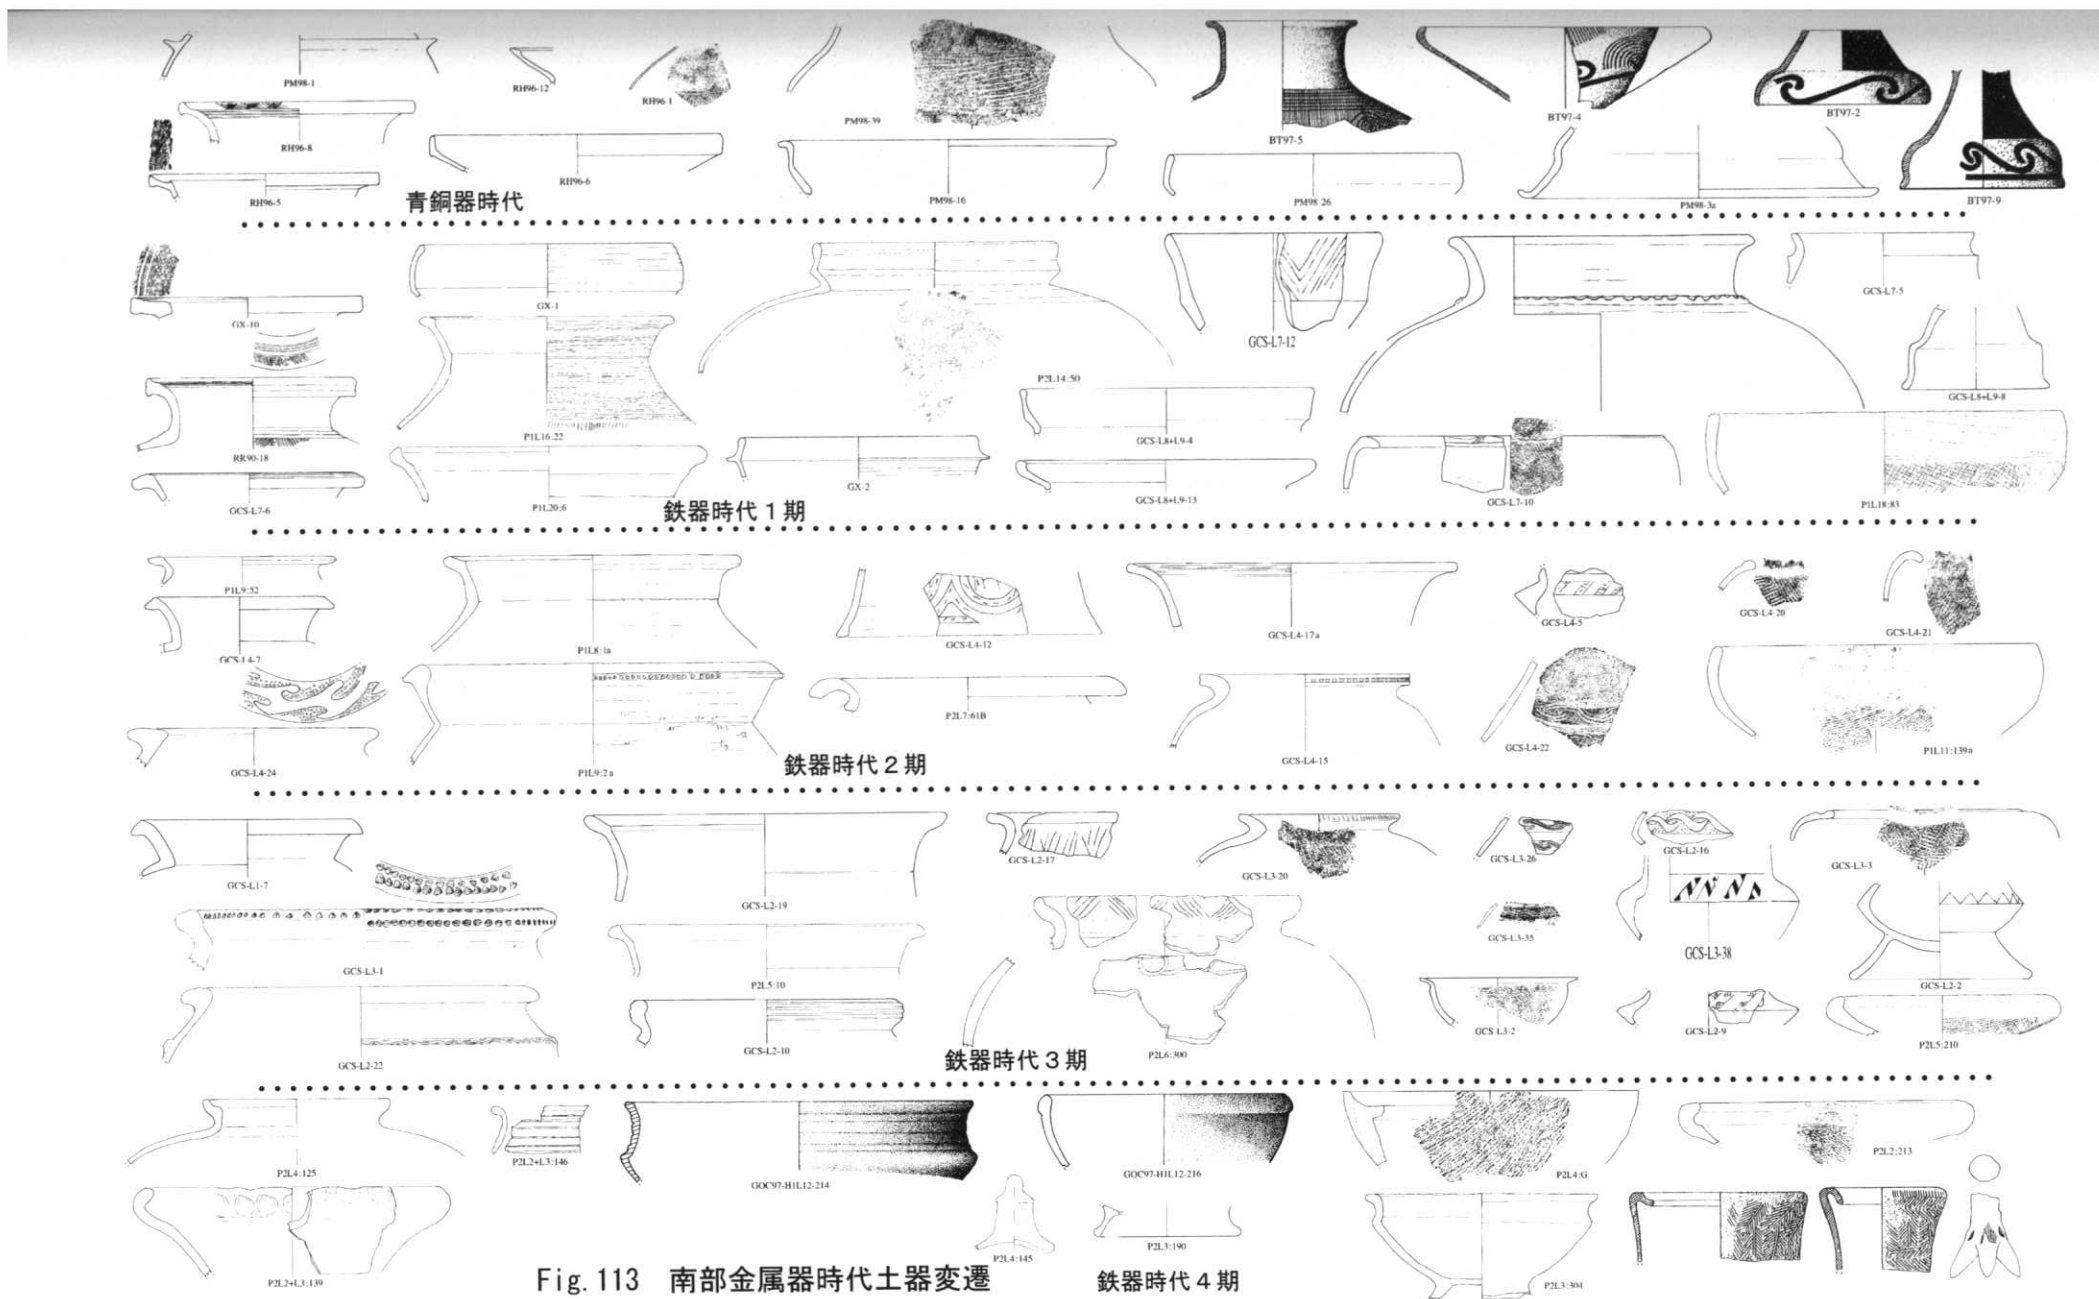 PM98-1
RH96-12
RH96-1
PM98-39
BT97-5
BT97-4
BT97-2
RH96-8
RH96-6
RH96-5
PM98-16
PM98-26
PM98-3a
BT97-9
青銅器時代
GX-10
GX-1
GCS-L7-12
GCS-L7-5
P2L14:50
GCS-L8+L9-8
P1L16:22
GCS-L8+L9-4
RR90-18
GX-2
GCS-L8+L9-13
GCS-L7-10
P1L18:83
GCS-L7-6
P1L20:6
鉄器時代1期
P1L9:52
GCS-L4-7
P1L8:1a
GCS-L4-12
GCS-L4-17a
GCS-L4-5
GCS-L4-20
GCS-L4-21
P2L7:61B
GCS-L4-24
P1L9:2a
GCS-L4-15
GCS-L4-22
P1L11:139a
鉄器時代2期
GCS-L1-7
GCS-L2-19
GCS-L2-17
GCS-L3-20
GCS-L3-26
GCS-L2-16
GCS-L3-3
GCS-L3-35
GCS-L3-38
GCS-L3-1
P2L5:10
GCS-L2-2
GCS-L2-22
GCS-L2-10
P2L6:300
GCS-L3-2
GCS-L2-9
P2L5:210
鉄器時代3期
P2L4:125
P2L2+L3:146
GOC97-H1L12-214
GOC97-H1L12-216
P2L4:G
P2L2:213
P2L2+L3:139
P2L4:145
P2L3:190
P2L3:304
Fig. 113 南部金属器時代土器変遷
鉄器時代4期